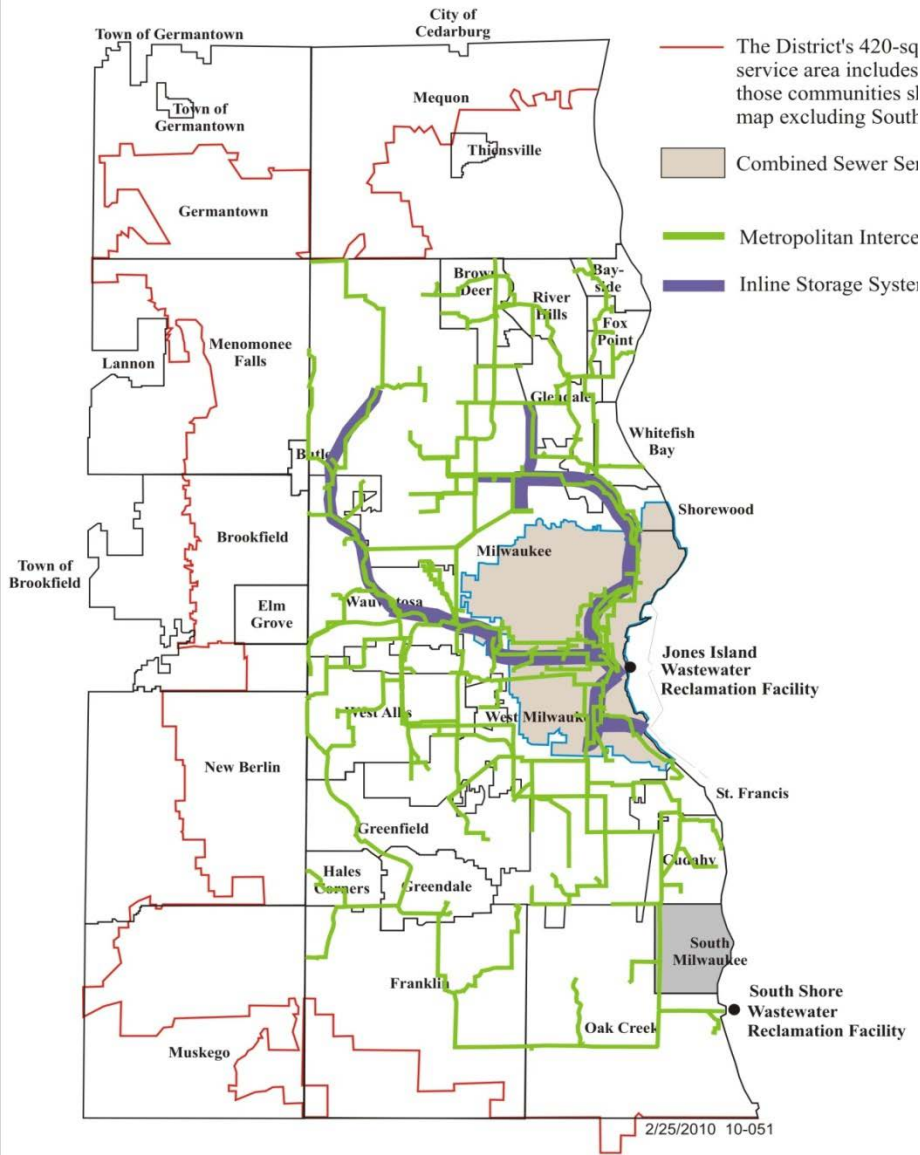 Town of Germantown
City of
Cedarburg
The District's 420-sq
service area includes
those communities s
map excluding South
Town of
Germantown
Mequon
Thiensville
Combined Sewer Ser
Germantown
Metropolitan Interce
Brown
Deer
Bay-
side
River
Hills
Inline Storage System
Fox
Point
Menomonee
Falls
Lannon
Glendale
Whitefish
Bay
Butler
Shorewood
Brookfield
Milwaukee
Town of
Brookfield
Elm
Grove
Wauwatosa
Jones Island
Wastewater
Reclamation Facility
West Allis
West Milwaukee
New Berlin
St. Francis
Greenfield
Cudahy
Hales
Corners
Greendale
South
Milwaukee
Franklin
South Shore
Wastewater
Reclamation Facility
Oak Creek
Muskego
2/25/2010 10-051